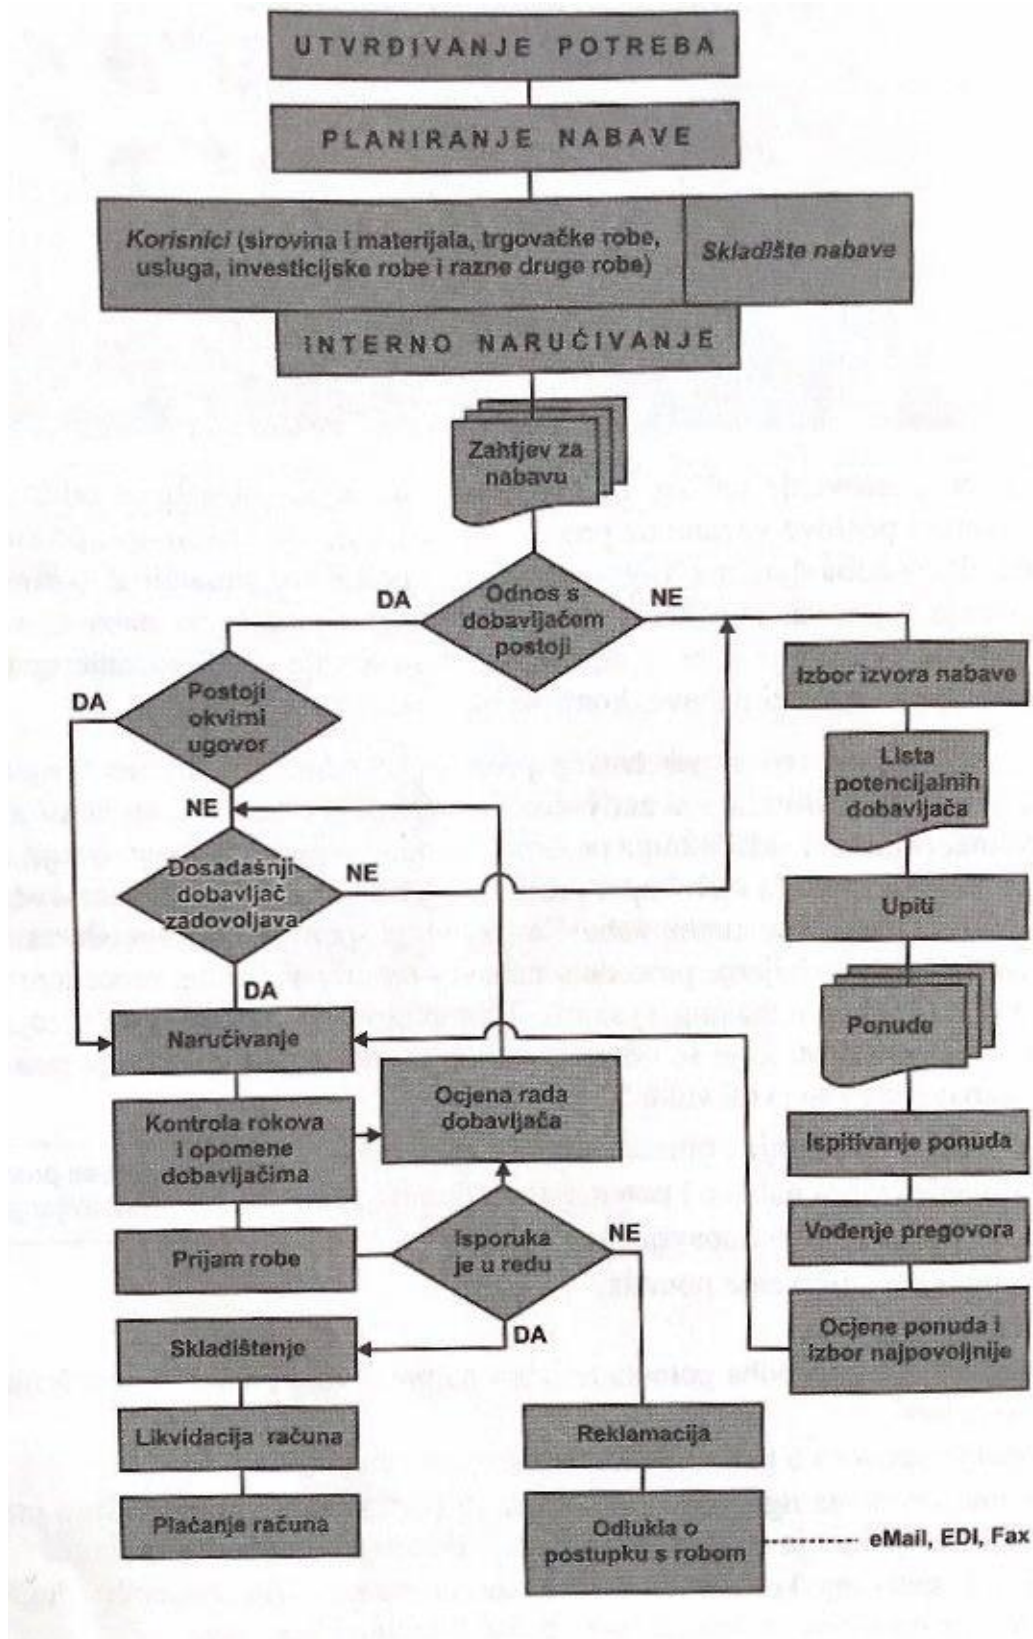 UTVRĐIVANJE POTREBA
PLANIRANJE NABAVE
Korisnici (sirovina i materijala, trgovačke robe,
usluga, investicijske robe i razne druge robe)
Skladište nabave
INTERNO NARUĆIVANJE
Zahtjev za
nabavu
Odnos s
dobavljačem
postoji
DA
NE
Postoji
okvirni
ugovor
DA
NE
Dosadašnji
dobavljač
zadovoljava
NE
DA
Izbor izvora nabave
Lista
potencijalnih
dobavljača
Upiti
Ponude
Ispitivanje ponuda
Vođenje pregovora
Ocjene ponuda i
izbor najpovoljnije
Naručivanje
Kontrola rokova
i opomene
dobavljačima
Ocjena rada
dobavljača
Prijam robe
Isporuka
je u redu
NE
DA
Skladištenje
Likvidacija računa
Plaćanje računa
Reklamacija
Odlukla o
postupku s robom
eMail, EDI, Fax